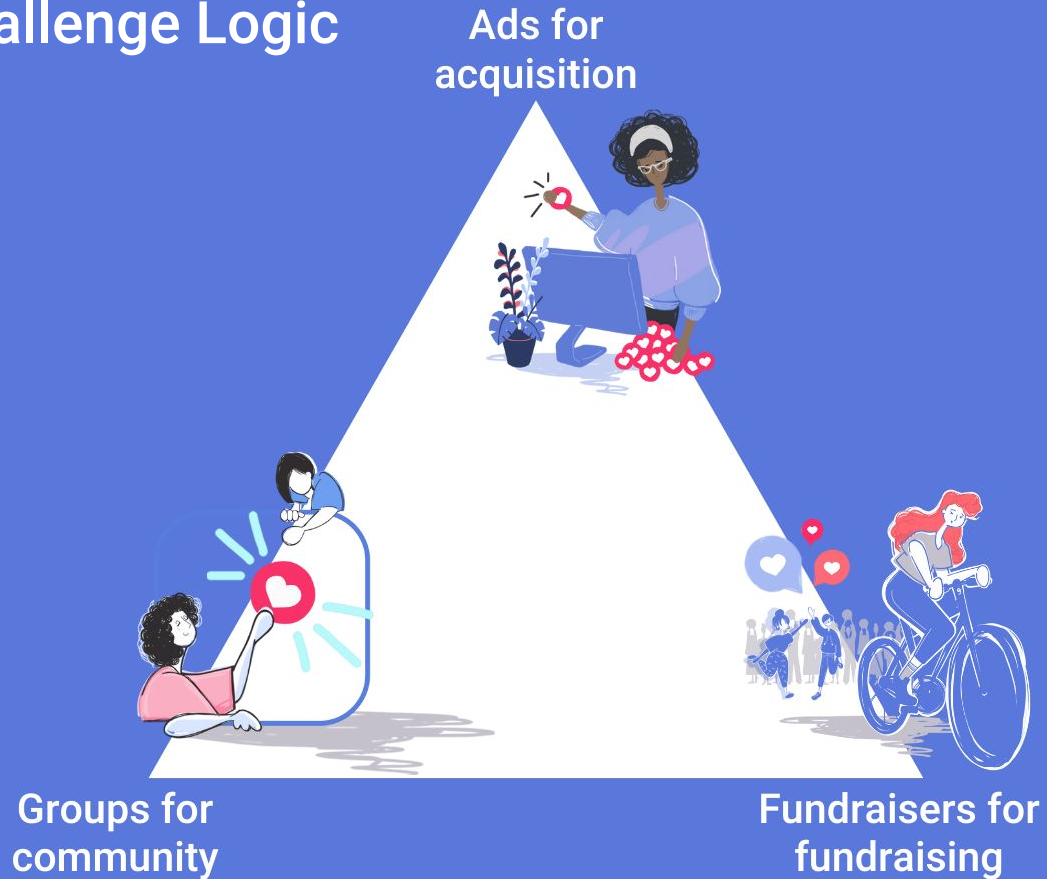 allenge Logic
Ads for
acquisition
Groups for
community
Fundraisers for
fundraising